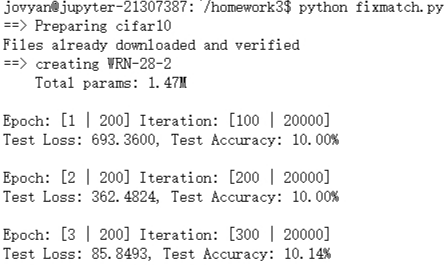 jovyan@jupyter-21307387:~/homework3$ python fixmatch.py
==> Preparing cifar10
Files already downloaded and verified
==> creating WRN-28-2
Total params: 1.47M
Epoch: [1 | 200] Iteration: [100 | 20000]
Test Loss: 693.3600, Test Accuracy: 10.00%
Epoch: [2 | 200] Iteration: [200 | 20000]
Test Loss: 362.4824, Test Accuracy: 10.00%
Epoch: [3 | 200] Iteration: [300 | 20000]
Test Loss: 85.8493, Test Accuracy: 10.14%